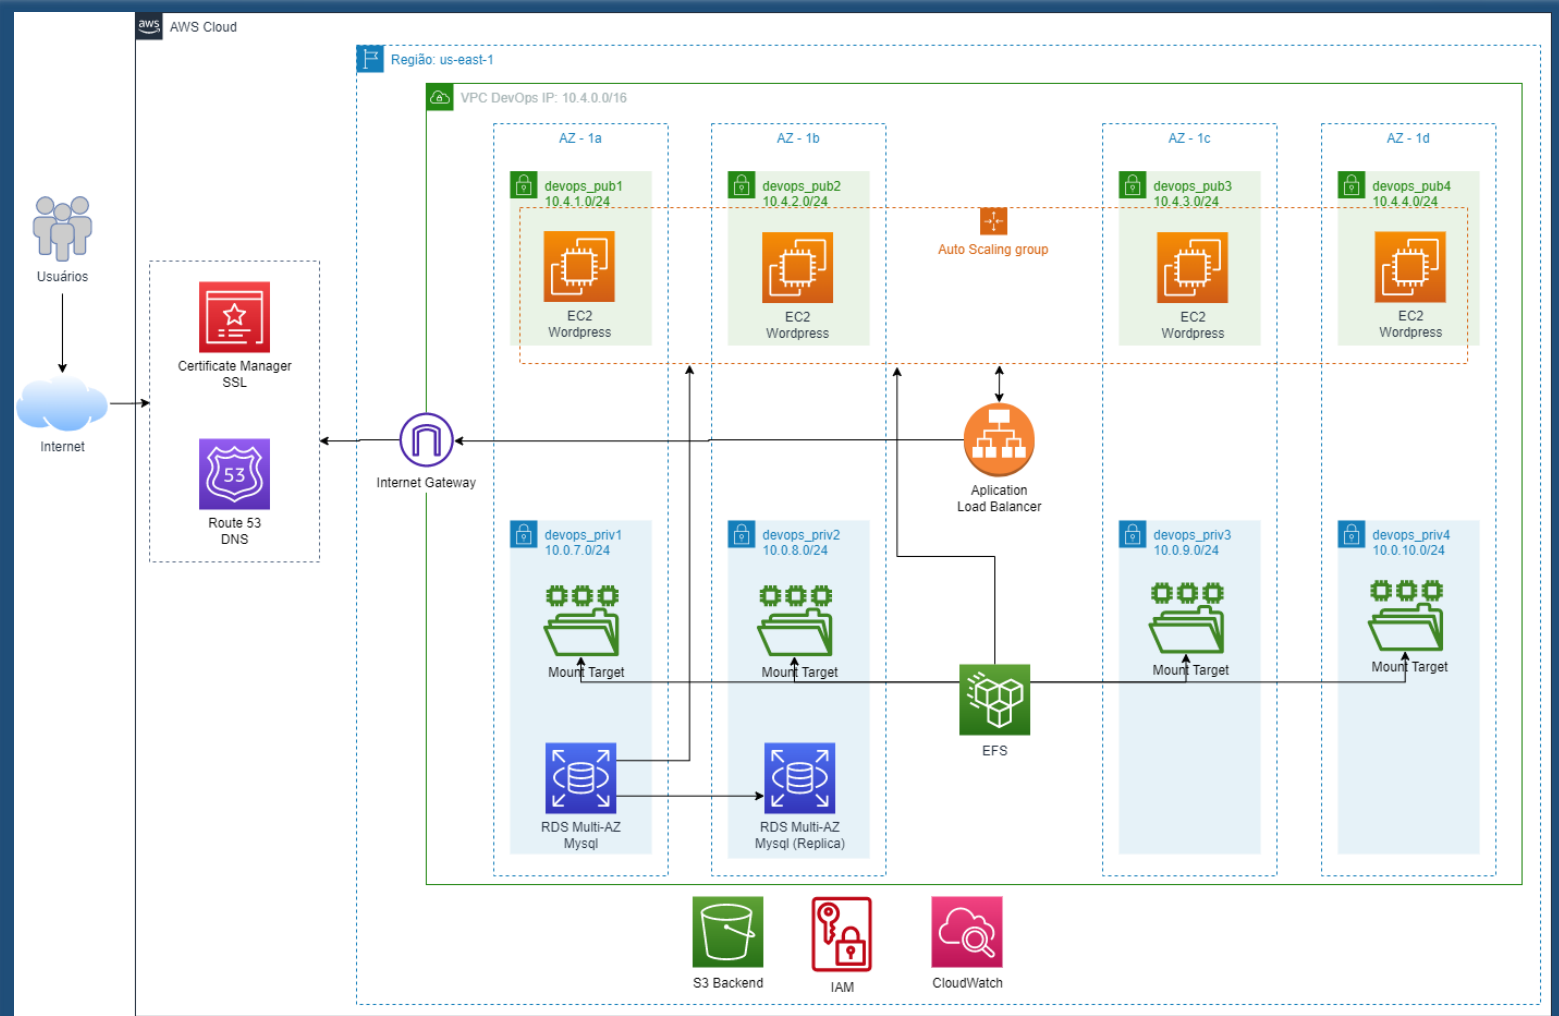 aws
AWS Cloud
Região: us-east-1
VPC DevOps IP: 10.4.0.0/16
AZ - 1a
AZ - 1b
AZ - 1c
AZ - 1d
devops_pub1
10.4.1.0/24
devops_pub2
10.4.2.0/24
devops_pub3
10.4.3.0/24
devops_pub4
10.4.4.0/24
Auto Scaling group
EC2
Wordpress
EC2
Wordpress
EC2
Wordpress
EC2
Wordpress
Usuários
Internet
Certificate Manager
SSL
53
Route 53
DNS
Internet Gateway
Aplication
Load Balancer
devops_priv1
10.0.7.0/24
devops_priv2
10.0.8.0/24
devops_priv3
10.0.9.0/24
devops_priv4
10.0.10.0/24
Mount Target
Mount Target
Mount Target
Mount Target
EFS
RDS Multi-AZ
Mysql
RDS Multi-AZ
Mysql (Replica)
S3 Backend
IAM
CloudWatch